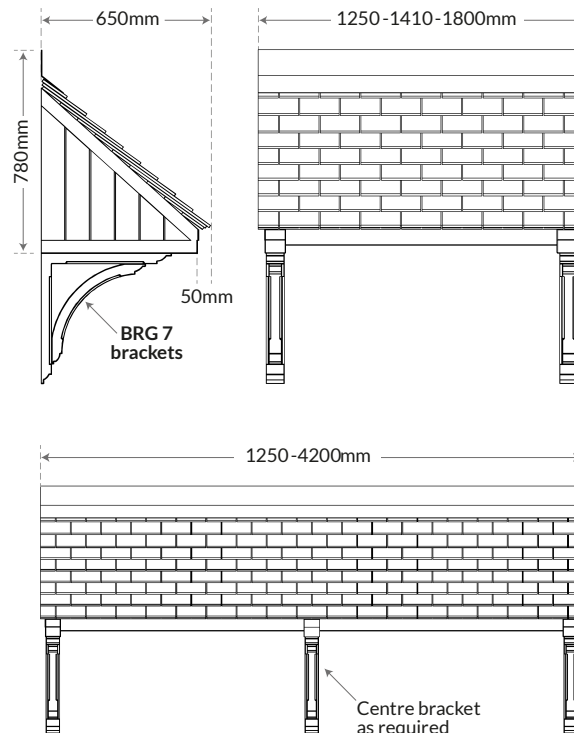 650mm
1250-1410-1800mm
780mm
50mm
BRG 7
brackets
1250-4200mm
Centre bracket
as required